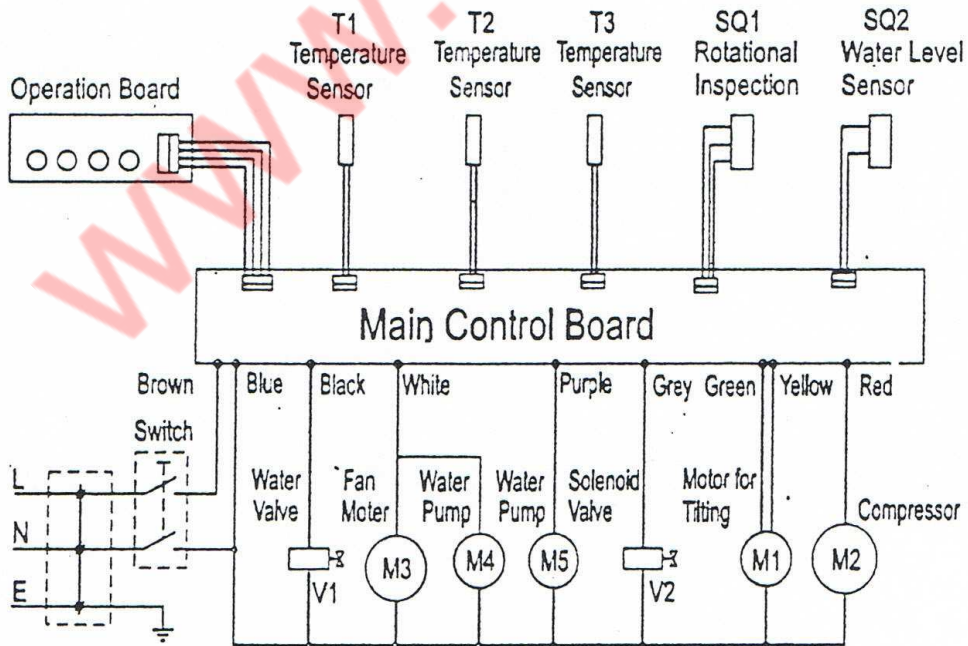 T1
Temperature
Sensor
T2
Temperature
Sensor
T3
Temperature
Sensor
SQ1
Rotational
Inspection
SQ2
Water Level
Sensor
Operation Board
www.
Main Control Board
Brown
Blue
Black
White
Purple
Grey
Green
Yellow
Red
Switch
L
N
E
Water
Valve
V1
Fan
Moter
M3
Water
Pump
M4
Water
Pump
M5
Solenoid
Valve
V2
Motor for
Tilting
M1
Compressor
M2